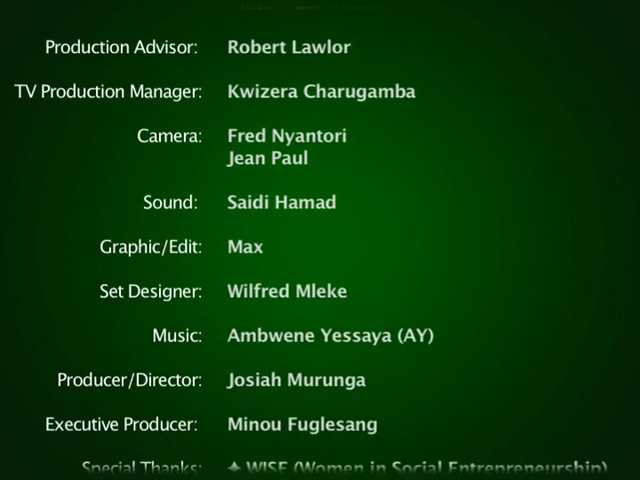 Production Advisor: Robert Lawlor
TV Production Manager: Kwizera Charugamba
Camera: Fred Nyantori
Jean Paul
Sound: Saidi Hamad
Graphic/Edit: Max
Set Designer: Wilfred Mleke
Music: Ambwene Yessaya (AY)
Producer/Director: Josiah Murunga
Executive Producer: Minou Fuglesang
Special Thanks: ✦ WISE (Women in Social Entrepreneurship)